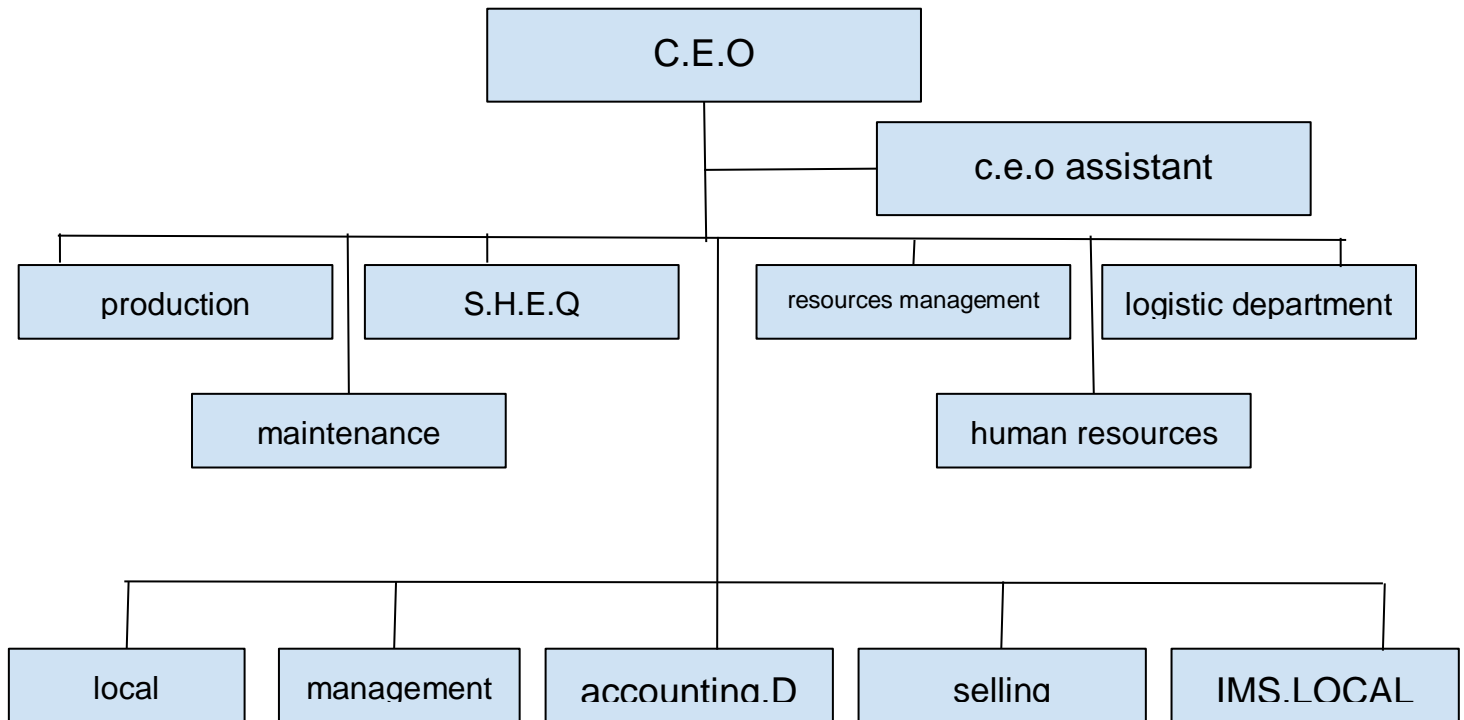 C.E.O
c.e.o assistant
production
S.H.E.Q
resources management
logistic department
maintenance
human resources
local
management
accounting.D
selling
IMS.LOCAL